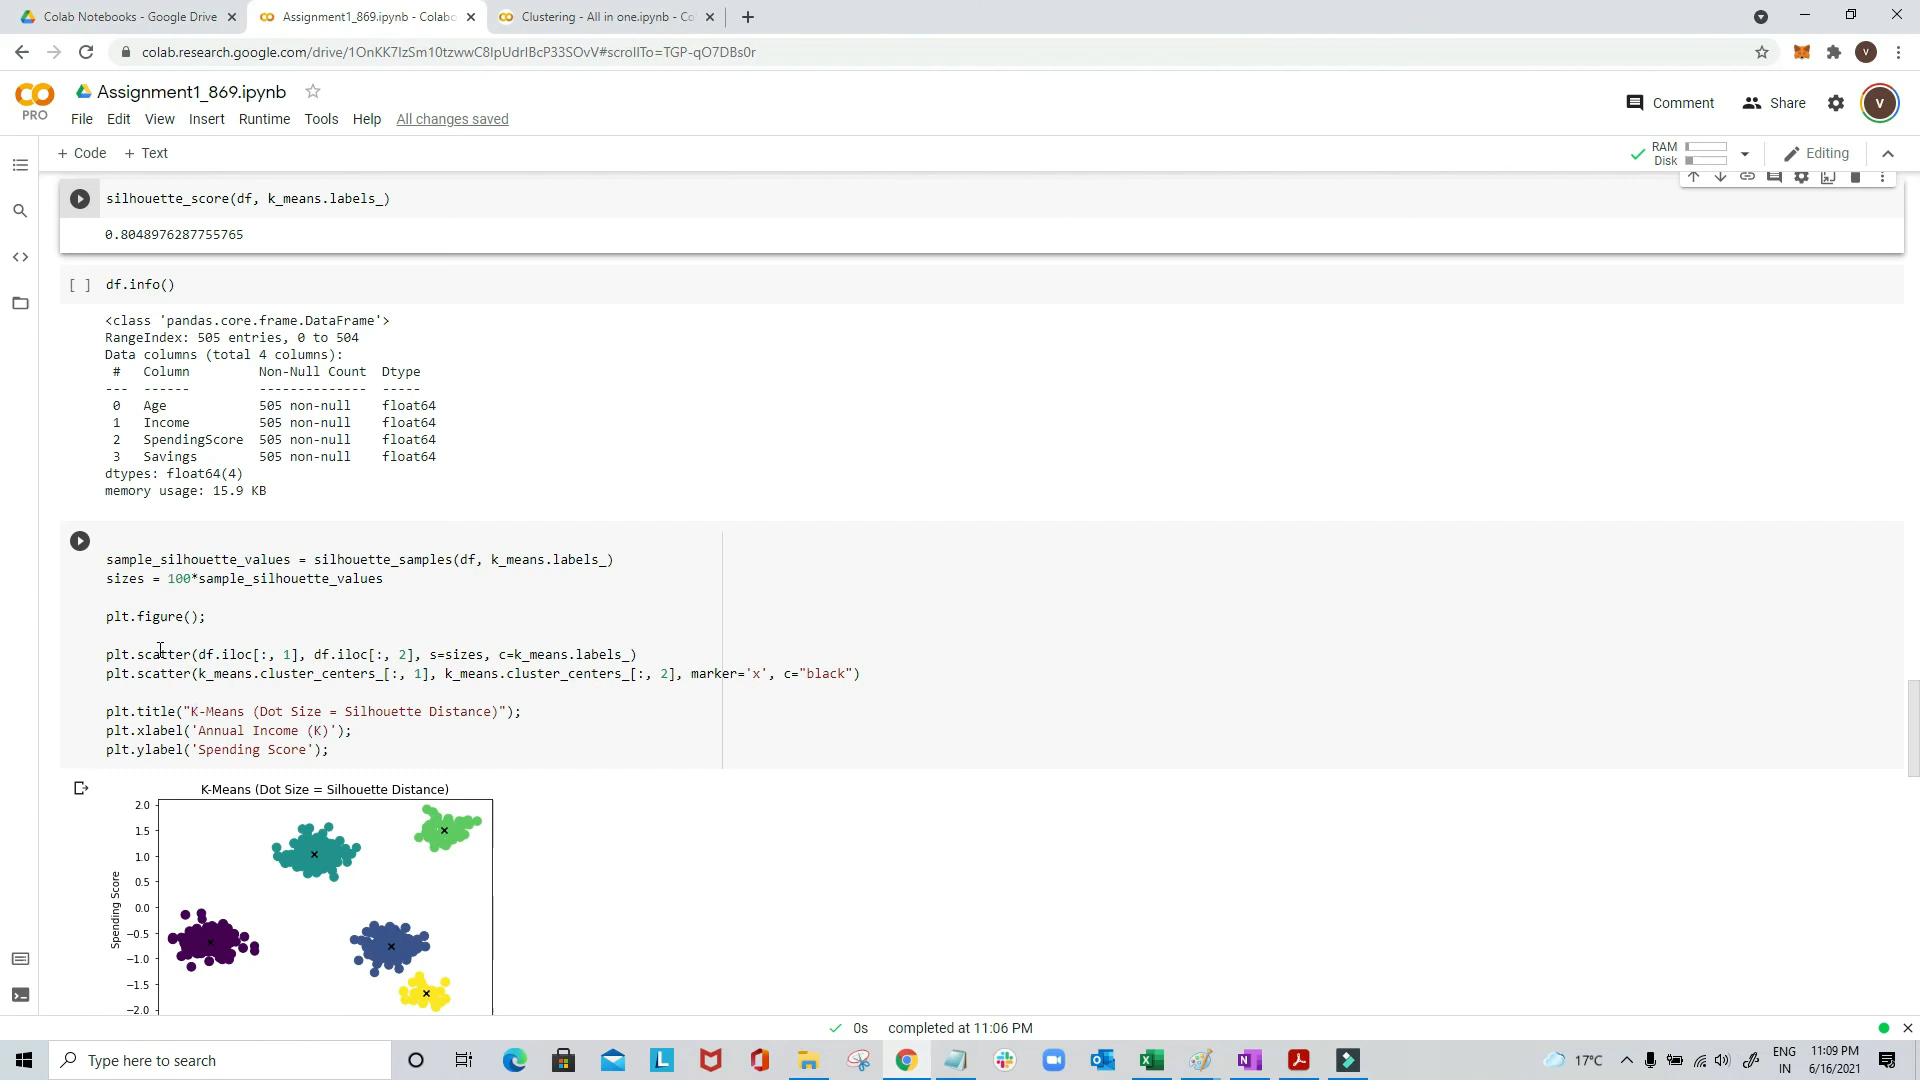 Colab Notebooks - Google Drive
Assignment1_869.ipynb - Colabo
Clustering - All in one.ipynb - Co
colab.research.google.com/drive/1OnKK7IzSm10tzwwC8IpUdrIBcP33SOvV#scrollTo=TGP-qO7DBs0r
V
PRO
Assignment1_869.ipynb
File Edit View Insert Runtime Tools Help All changes saved
Comment Share V
+ Code + Text
RAM
Disk
Editing
silhouette_score(df, k_means.labels_)
0.8048976287755765
[ ] df.info()
<class 'pandas.core.frame.DataFrame'>
RangeIndex: 505 entries, 0 to 504
Data columns (total 4 columns):
# Column Non-Null Count Dtype
--- ------ -------------- -----
0 Age 505 non-null float64
1 Income 505 non-null float64
2 SpendingScore 505 non-null float64
3 Savings 505 non-null float64
dtypes: float64(4)
memory usage: 15.9 KB
sample_silhouette_values = silhouette_samples(df, k_means.labels_)
sizes = 100*sample_silhouette_values
plt.figure();
plt.scatter(df.iloc[:, 1], df.iloc[:, 2], s=sizes, c=k_means.labels_)
plt.scatter(k_means.cluster_centers_[:, 1], k_means.cluster_centers_[:, 2], marker='x', c="black")
plt.title("K-Means (Dot Size = Silhouette Distance)");
plt.xlabel('Annual Income (K)');
plt.ylabel('Spending Score');
K-Means (Dot Size = Silhouette Distance)
2.0
1.5
1.0
0.5
0.0
−0.5
−1.0
−1.5
−2.0
Spending Score
0s completed at 11:06 PM
Type here to search
17°C
ENG
IN
11:09 PM
6/16/2021